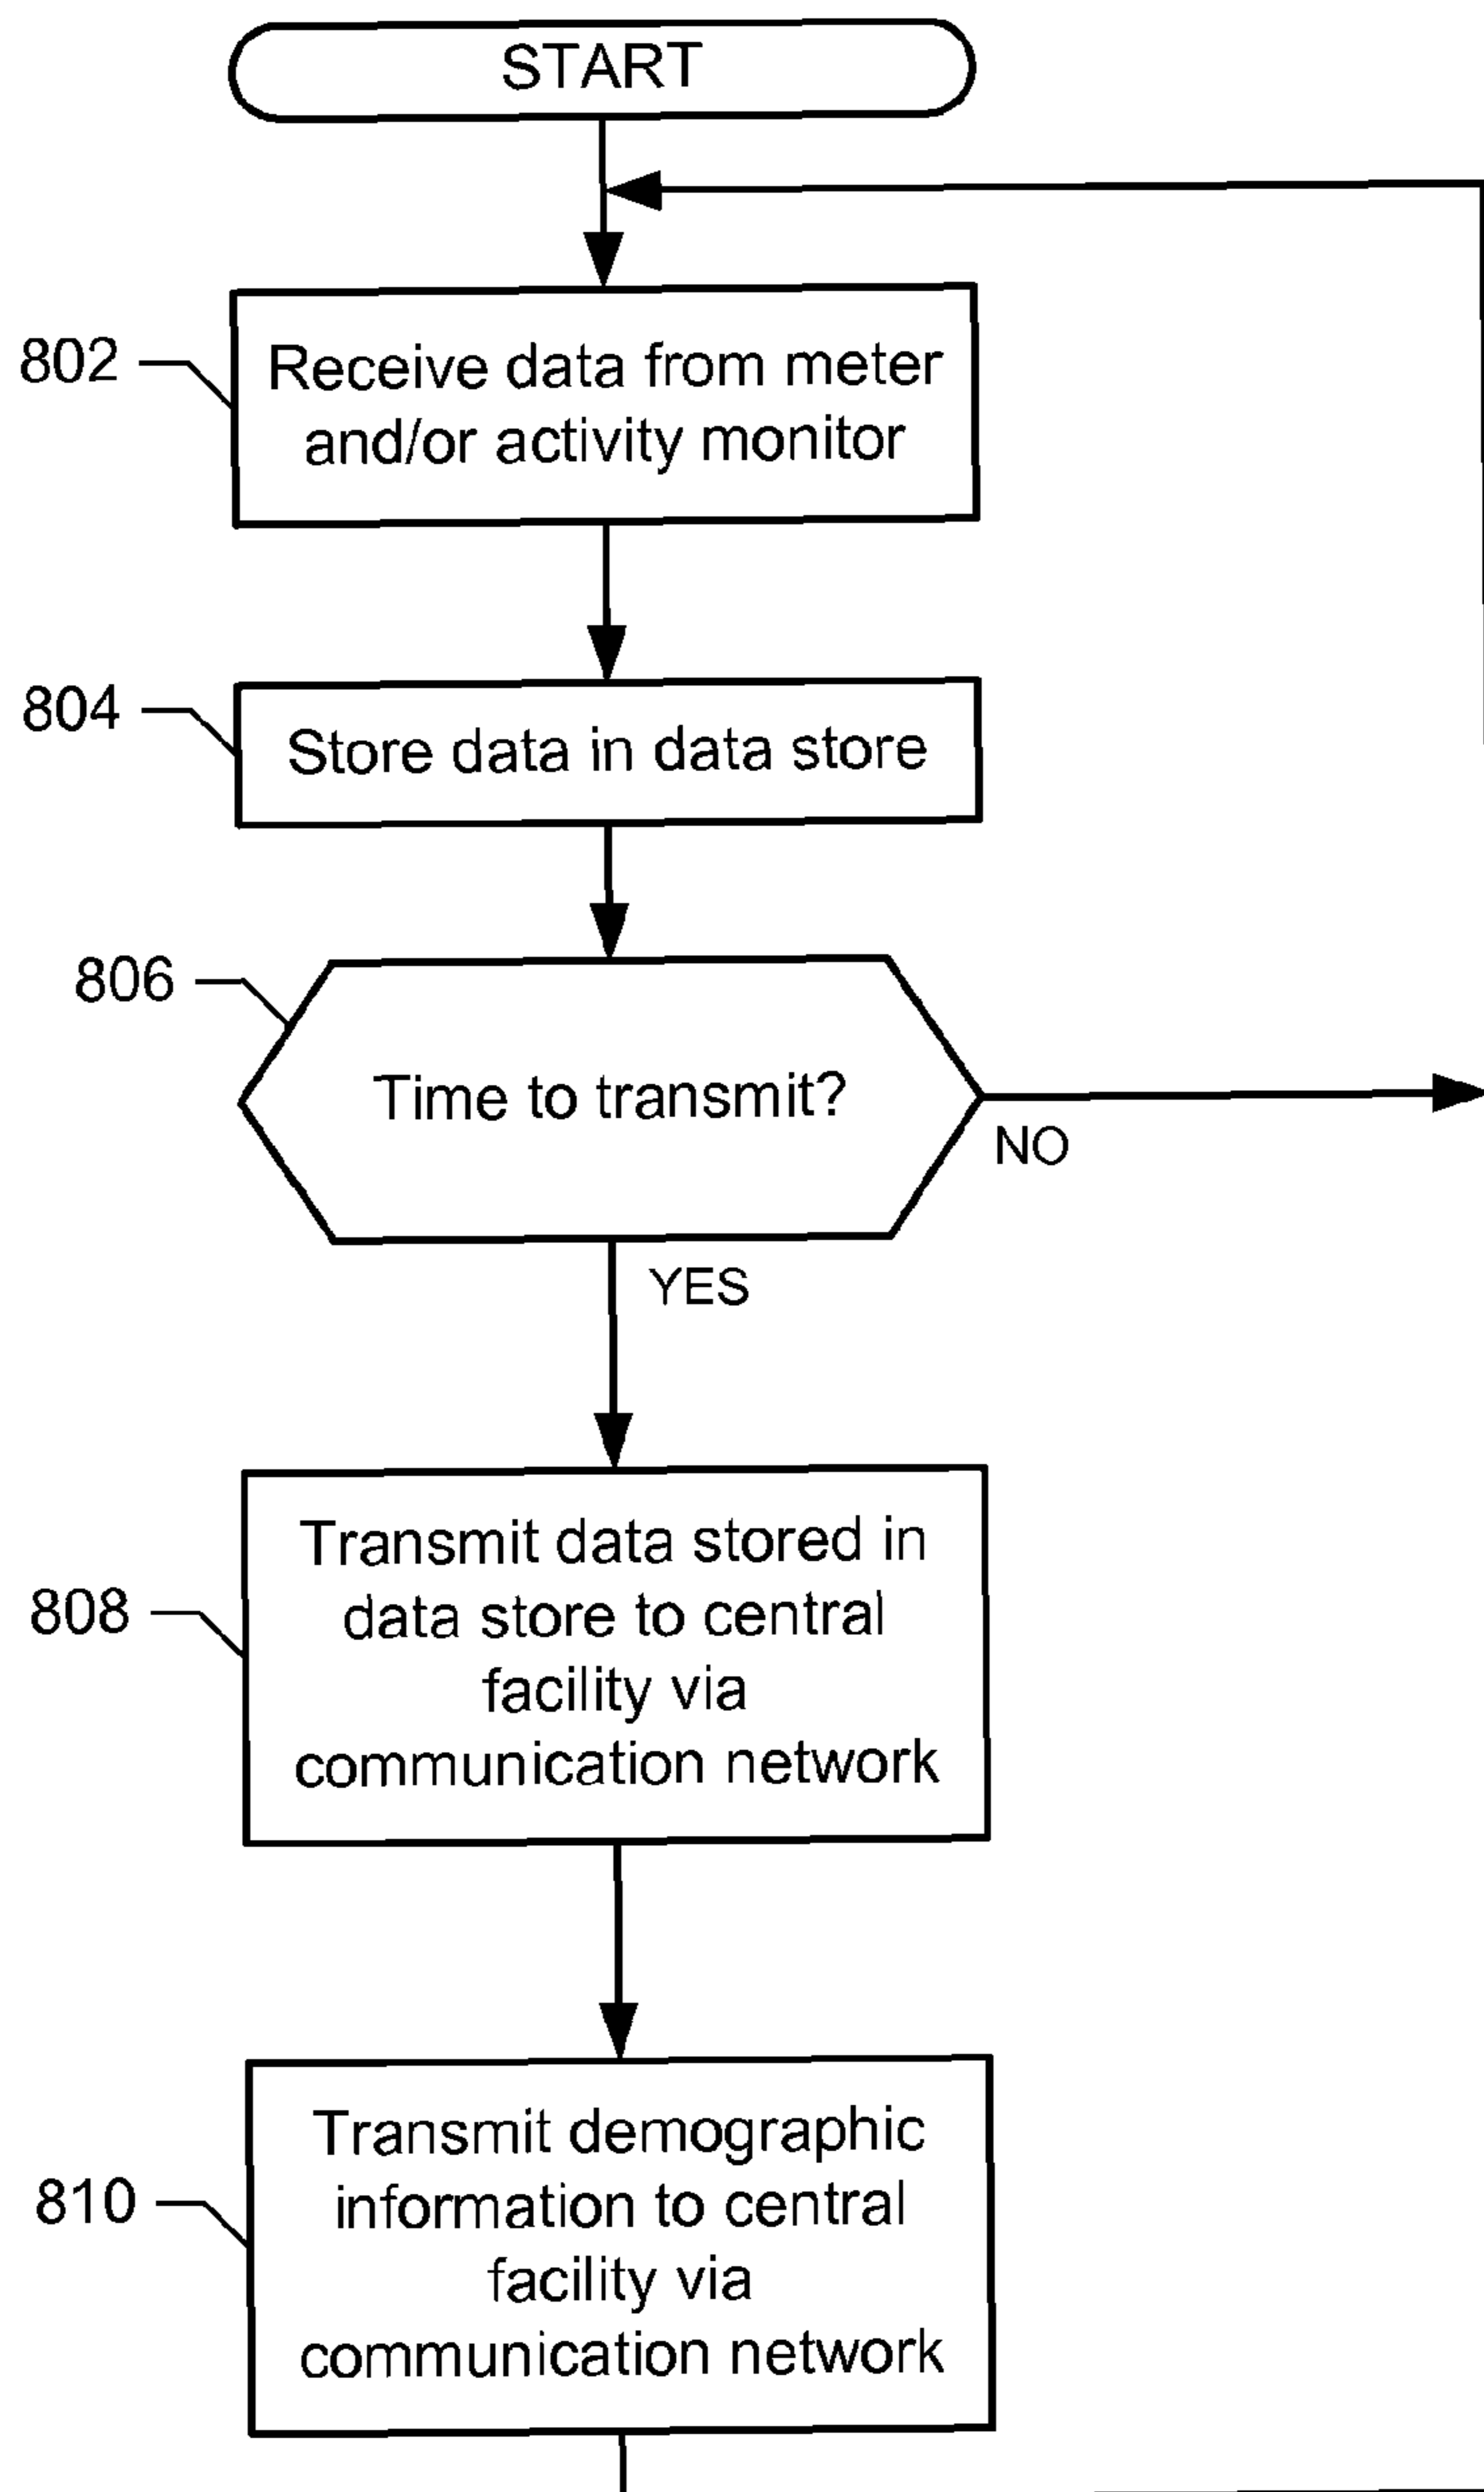 START
802
Receive data from meter
and/or activity monitor
804
Store data in data store
806
Time to transmit?
NO
YES
808
Transmit data stored in
data store to central
facility via
communication network
810
Transmit demographic
information to central
facility via
communication network